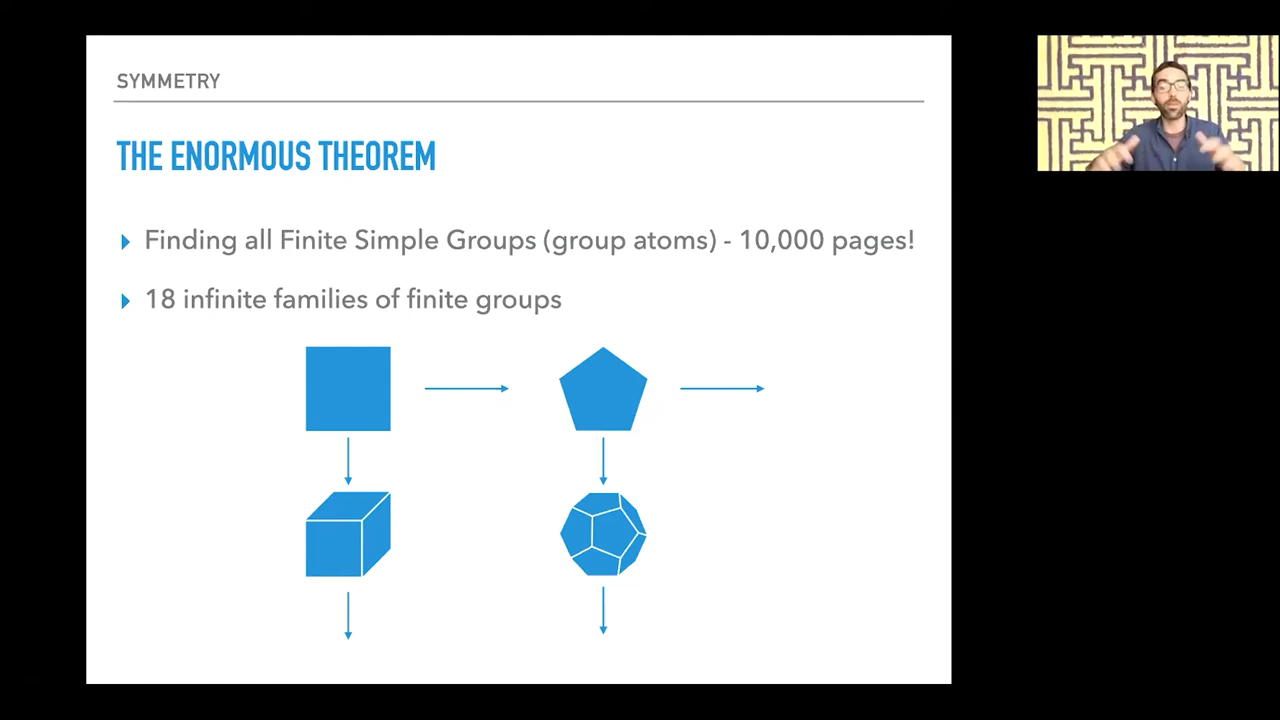 SYMMETRY
THE ENORMOUS THEOREM
Finding all Finite Simple Groups (group atoms) - 10,000 pages!
18 infinite families of finite groups